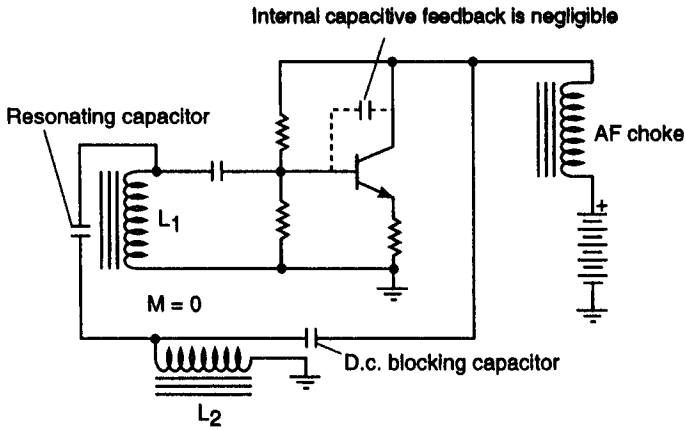 Internal capacitive feedback is negligible
Resonating capacitor
AF choke
L1
+
M = 0
D.c. blocking capacitor
L2